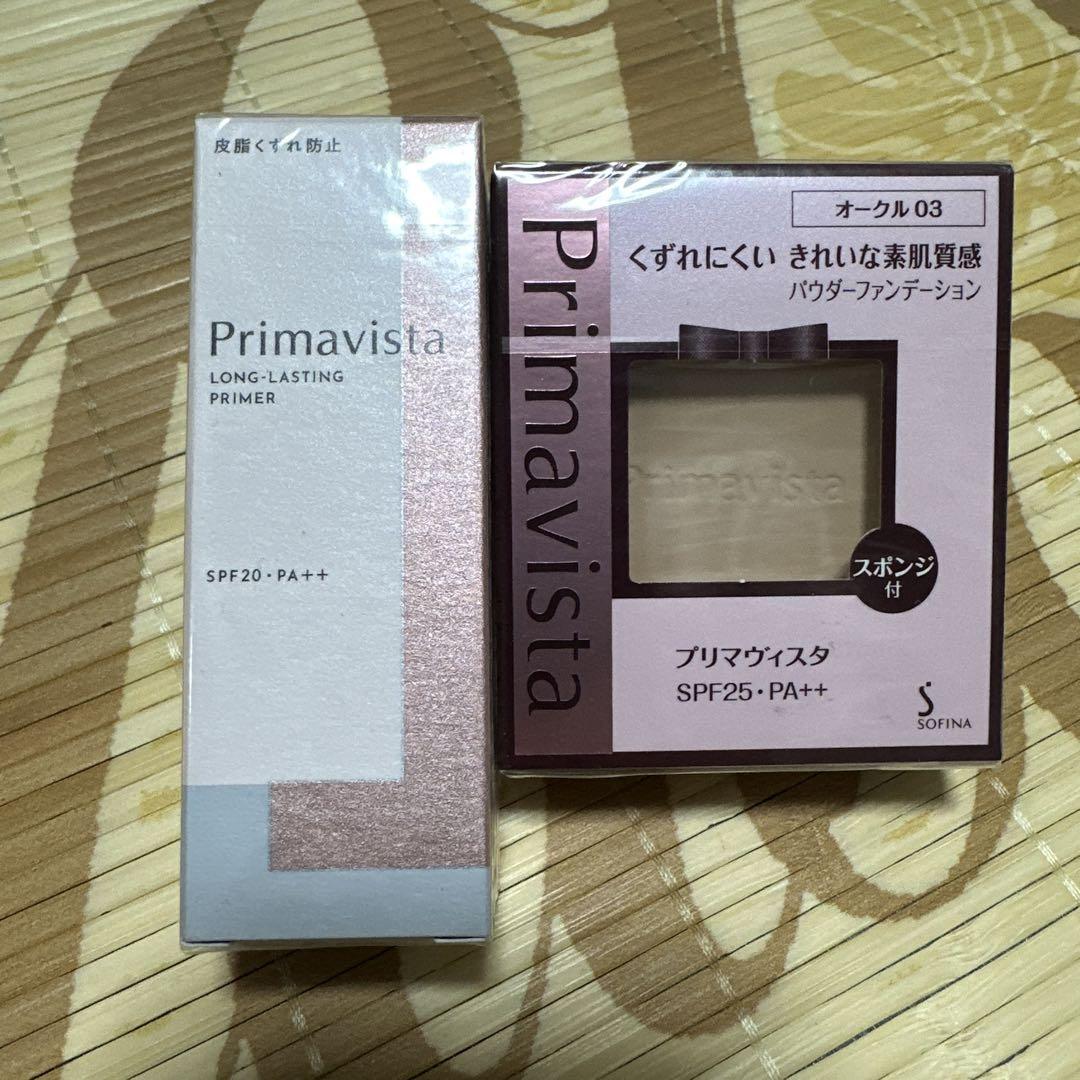 皮脂くずれ防止
Primavista
LONG-LASTING
PRIMER
SPF20・PA++
Primavista
オークル 03
くずれにくい きれいな素肌質感
パウダーファンデーション
Primavista
スポンジ
付
プリマヴィスタ
SPF25・PA++
SOFINA